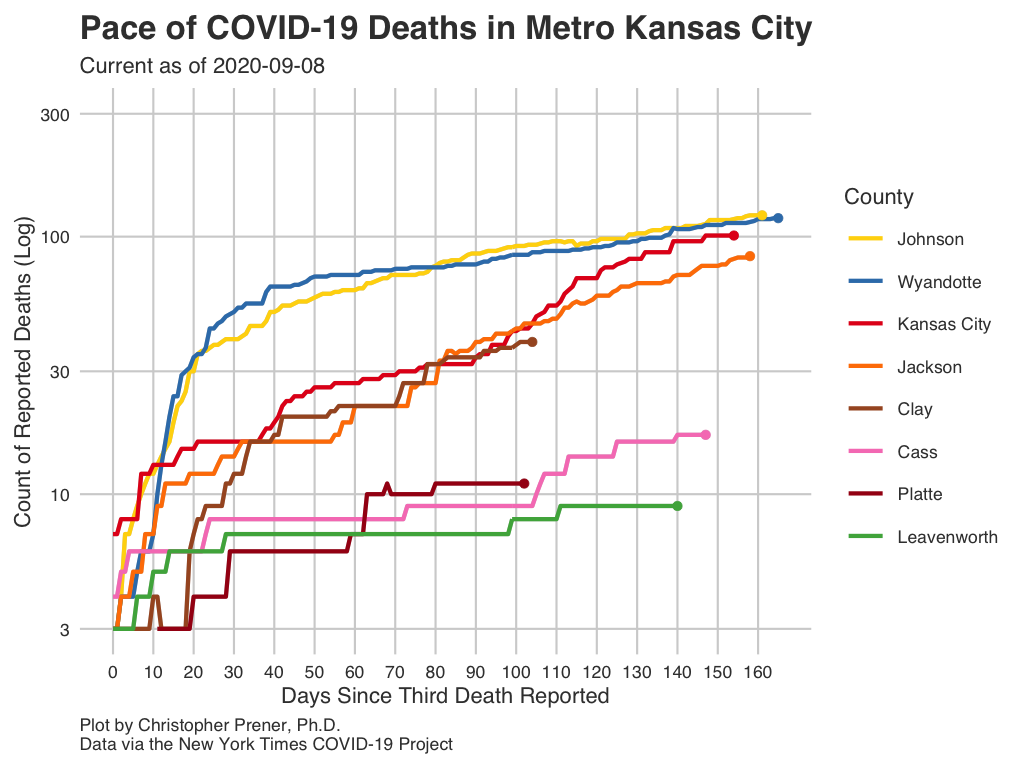 Pace of COVID-19 Deaths in Metro Kansas City
Current as of 2020-09-08
300
100
30
10
3
Count of Reported Deaths (Log)
0 10 20 30 40 50 60 70 80 90 100 110 120 130 140 150 160
Days Since Third Death Reported
County
Johnson
Wyandotte
Kansas City
Jackson
Clay
Cass
Platte
Leavenworth
Plot by Christopher Prener, Ph.D.
Data via the New York Times COVID-19 Project